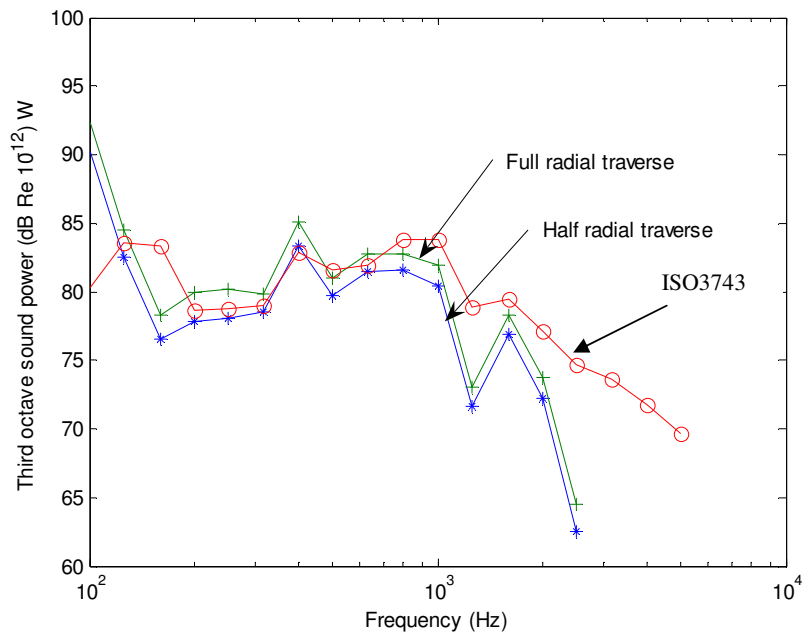 100
95
90
85
80
75
70
65
60
Third octave sound power (dB Re 10^12) W
Full radial traverse
Half radial traverse
ISO3743
10^2
10^3
10^4
Frequency (Hz)